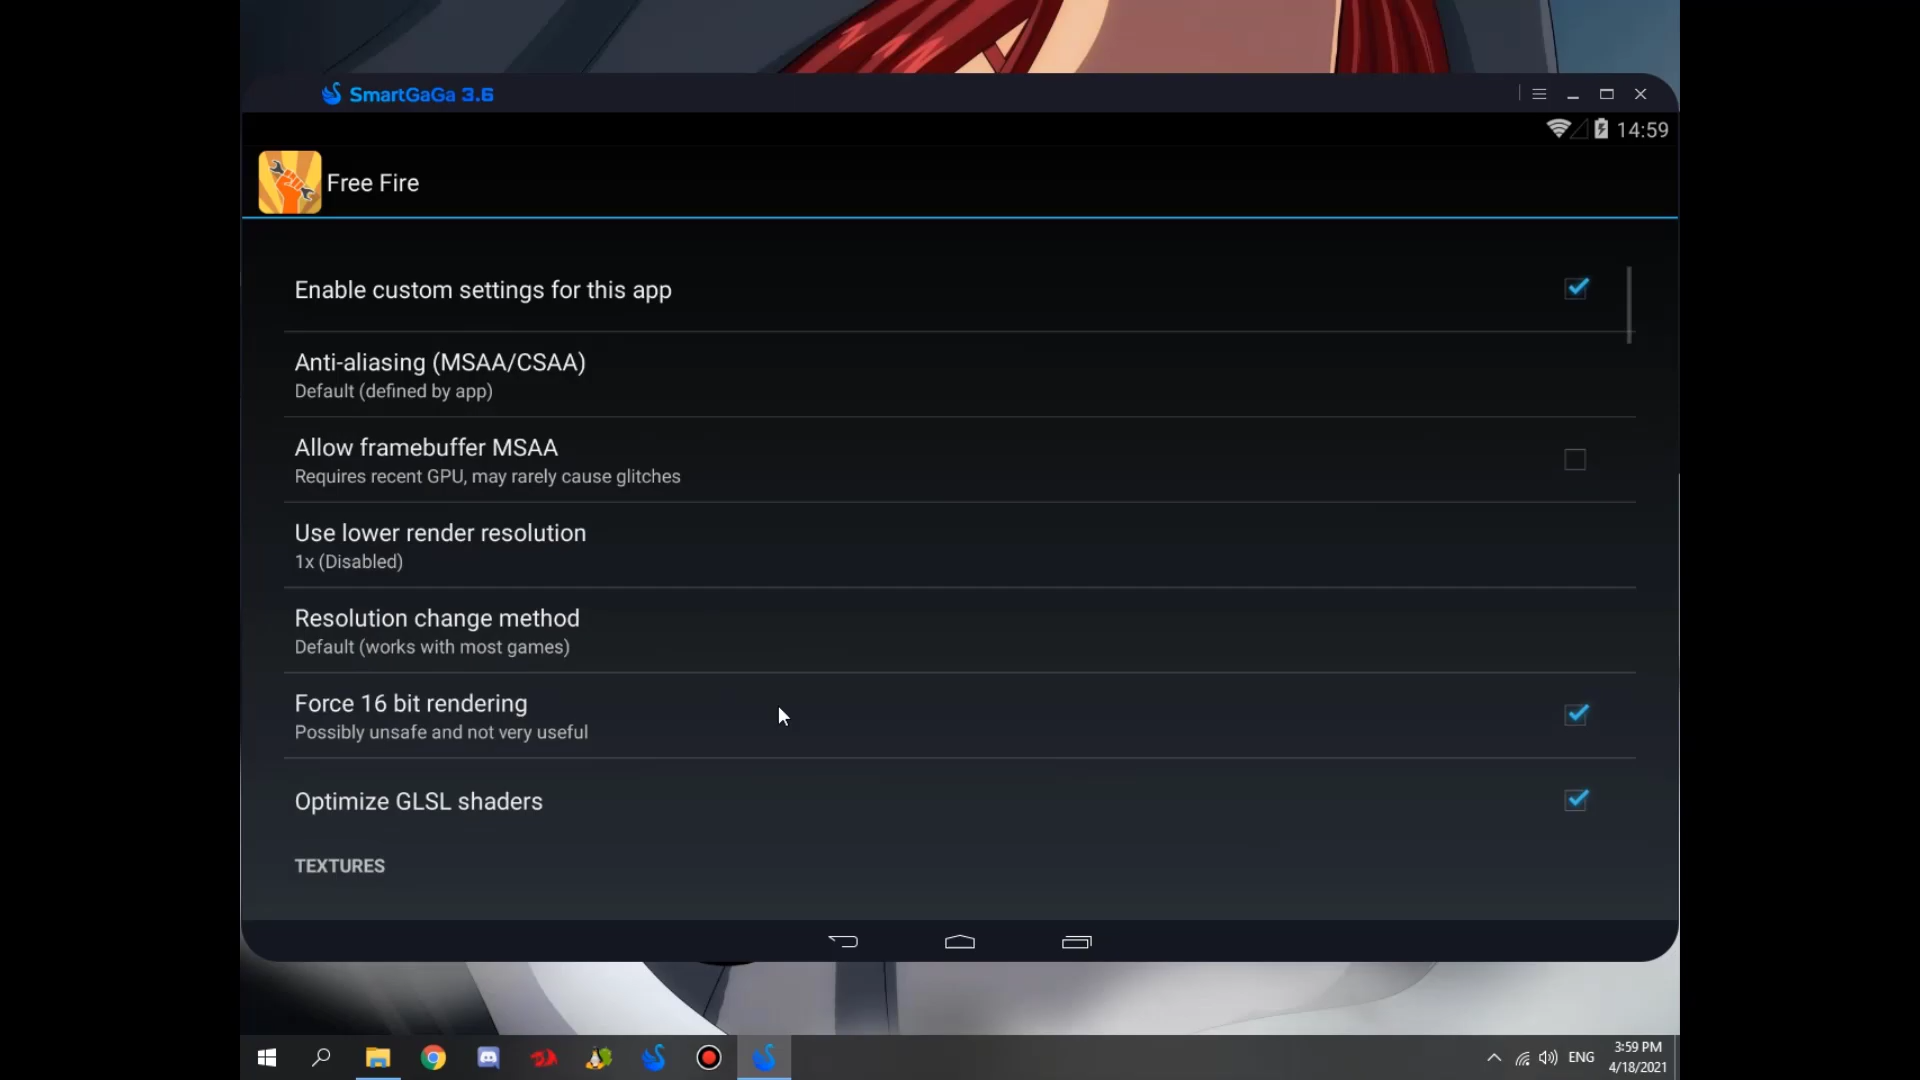 SmartGaGa 3.6
14:59
Free Fire
Enable custom settings for this app
Anti-aliasing (MSAA/CSAA)
Default (defined by app)
Allow framebuffer MSAA
Requires recent GPU, may rarely cause glitches
Use lower render resolution
1x (Disabled)
Resolution change method
Default (works with most games)
Force 16 bit rendering
Possibly unsafe and not very useful
Optimize GLSL shaders
TEXTURES
ENG
3:59 PM
4/18/2021